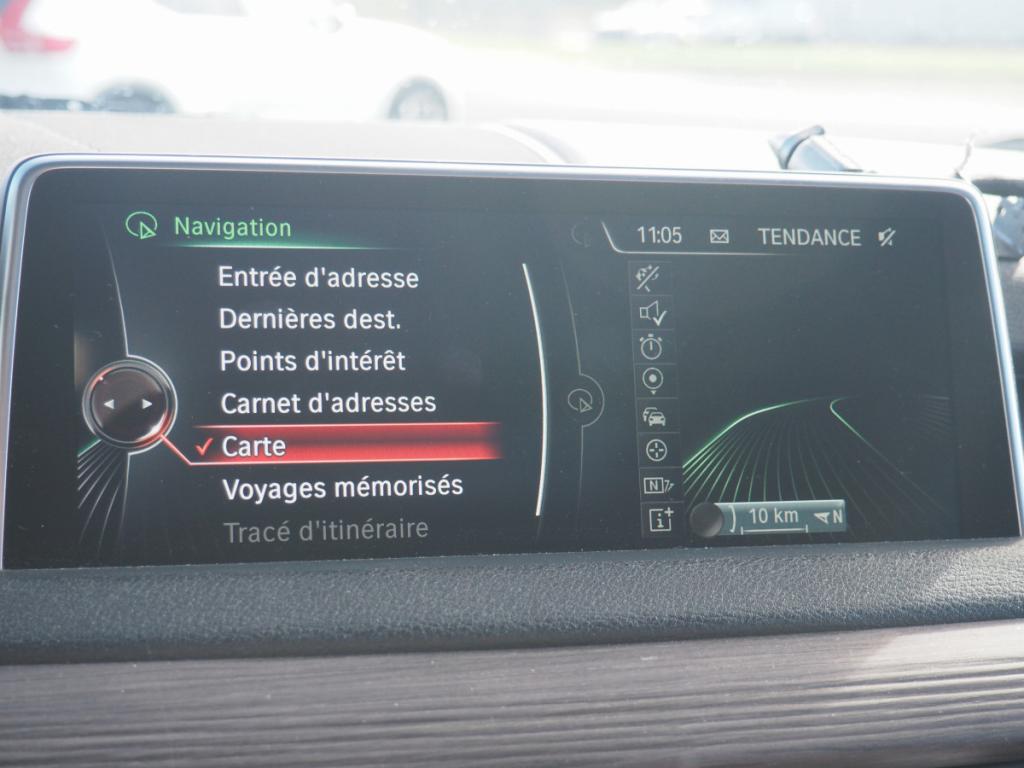 Navigation
Entrée d'adresse
Dernières dest.
Points d'intérêt
Carnet d'adresses
Carte
Voyages mémorisés
Tracé d'itinéraire
11:05 TENDANCE
N
i+
10 km N